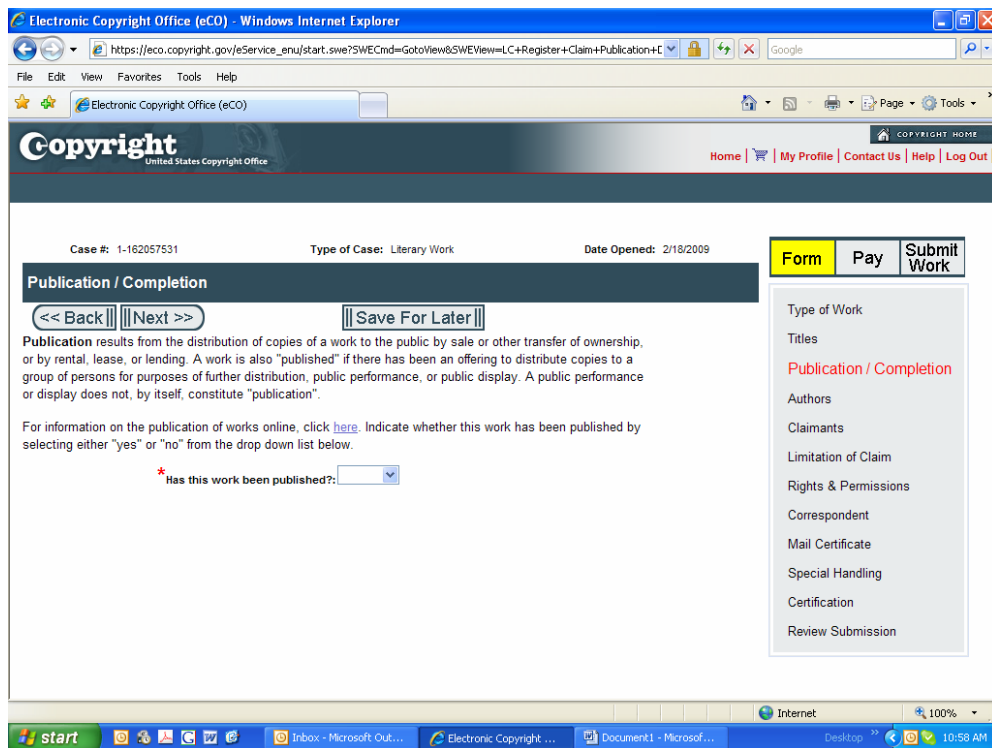 Electronic Copyright Office (eCO) - Windows Internet Explorer
https://eco.copyright.gov/eService_enu/start.swe?SWECmd=GotoView&SWEView=LC+Register+Claim+Publication+
Google
File Edit View Favorites Tools Help
Electronic Copyright Office (eCO)
Page Tools
Copyright
United States Copyright Office
COPYRIGHT HOME
Home | My Profile | Contact Us | Help | Log Out
Case #: 1-162057531 Type of Case: Literary Work Date Opened: 2/18/2009
Publication / Completion
<< Back Next >> Save For Later
Publication results from the distribution of copies of a work to the public by sale or other transfer of ownership,
or by rental, lease, or lending. A work is also "published" if there has been an offering to distribute copies to a
group of persons for purposes of further distribution, public performance, or public display. A public performance
or display does not, by itself, constitute "publication".
For information on the publication of works online, click here. Indicate whether this work has been published by
selecting either "yes" or "no" from the drop down list below.
*Has this work been published?:
Form Pay Submit Work
Type of Work
Titles
Publication / Completion
Authors
Claimants
Limitation of Claim
Rights & Permissions
Correspondent
Mail Certificate
Special Handling
Certification
Review Submission
Internet 100%
start
Inbox - Microsoft Out...
Electronic Copyright ...
Document1 - Microsof...
Desktop
10:58 AM